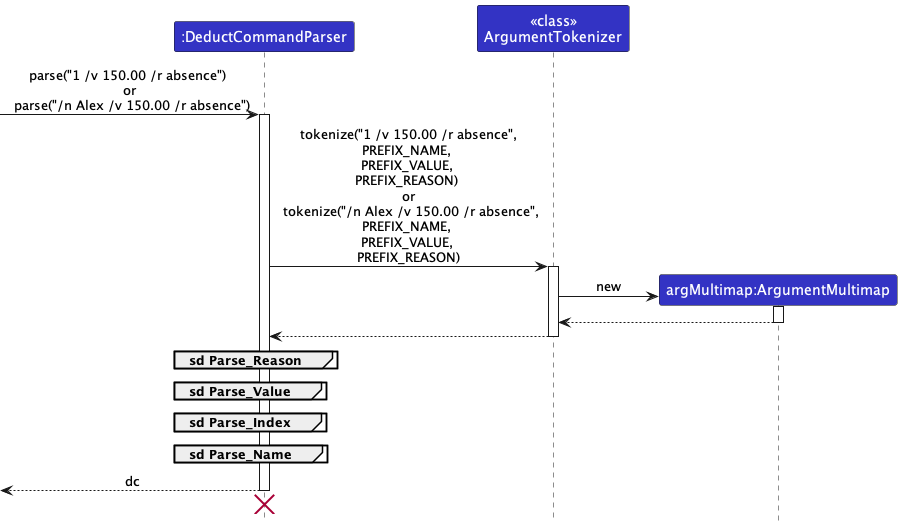 :DeductCommandParser
«class»
ArgumentTokenizer
parse("1 /v 150.00 /r absence")
or
parse("/n Alex /v 150.00 /r absence")
tokenize("1 /v 150.00 /r absence",
PREFIX_NAME,
PREFIX_VALUE,
PREFIX_REASON)
or
tokenize("/n Alex /v 150.00 /r absence",
PREFIX_NAME,
PREFIX_VALUE,
PREFIX_REASON)
new
argMultimap:ArgumentMultimap
sd Parse_Reason
sd Parse_Value
sd Parse_Index
sd Parse_Name
dc